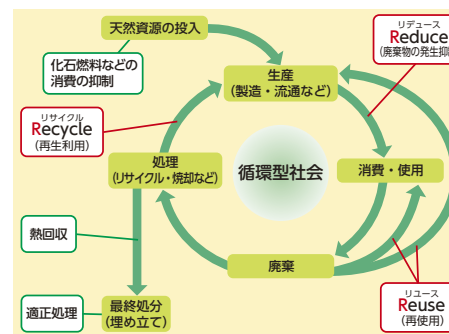 天然資源の投入
化石燃料などの
消費の抑制
リデュース
Reduce
(廃棄物の発生抑制)
生産
(製造・流通など)
リサイクル
Recycle
(再生利用)
処理
(リサイクル・焼却など)
循環型社会
消費・使用
熱回収
廃棄
適正処理
最終処分
(埋め立て)
リユース
Reuse
(再使用)